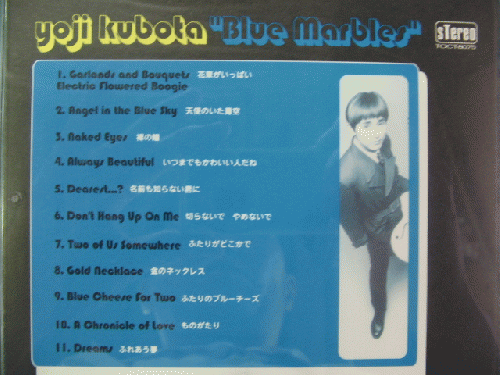 yoji kubota "Blue Marbles"
stereo
TOCT-8075
1. Garlands and Bouquets 花束がいっぱい
Electric Flowered Boogie
2. Angel in the Blue Sky 天使のいた青空
3. Naked Eyes 裸の瞳
4. Always Beautiful いつまでもかわいい人だね
5. Dearest...? 名前も知らない君に
6. Don't Hang Up On Me 切らないで やめないで
7. Two of Us Somewhere ふたりがどこかで
8. Gold Necklace 金のネックレス
9. Blue Cheese For Two ふたりのブルーチーズ
10. A Chronicle of Love ものがたり
11. Dreams ふれあう夢